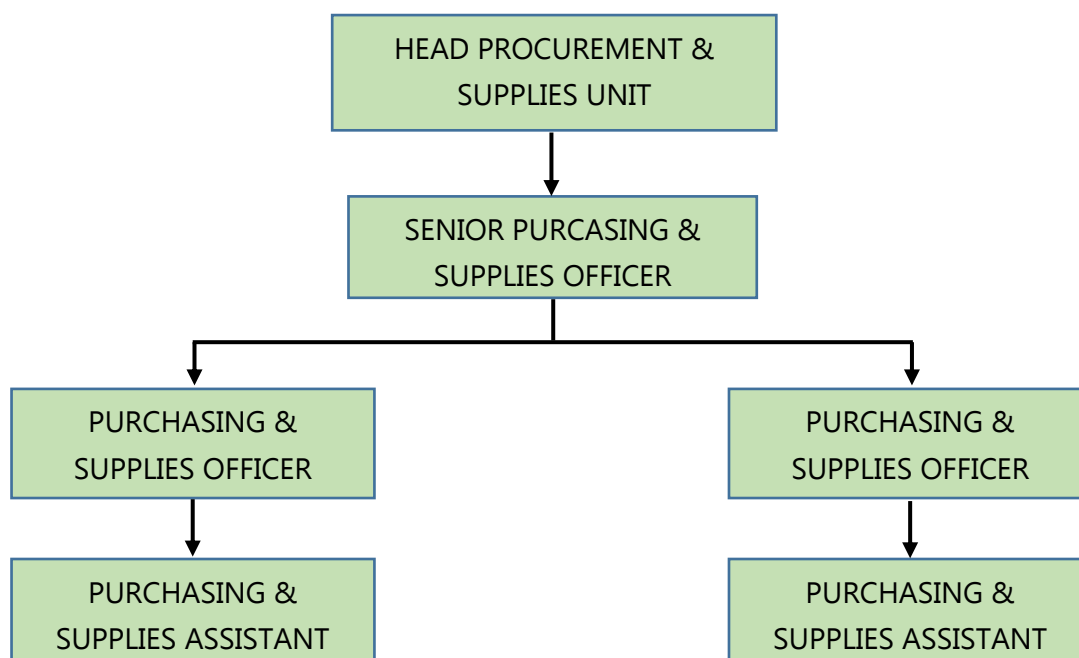 HEAD PROCUREMENT &
SUPPLIES UNIT
SENIOR PURCASING &
SUPPLIES OFFICER
PURCHASING &
SUPPLIES OFFICER
PURCHASING &
SUPPLIES OFFICER
PURCHASING &
SUPPLIES ASSISTANT
PURCHASING &
SUPPLIES ASSISTANT